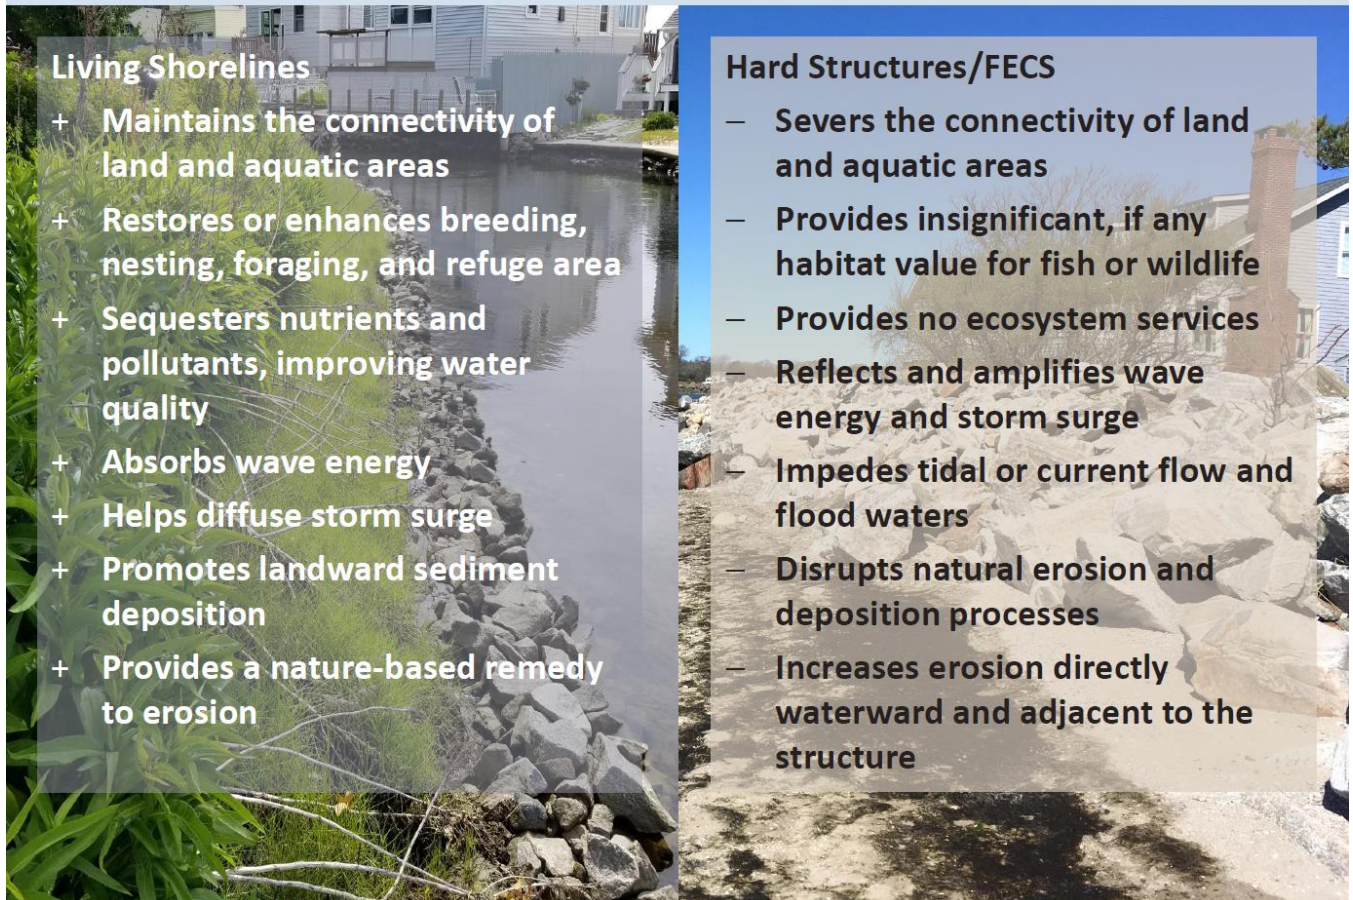 Living Shorelines
+ Maintains the connectivity of
land and aquatic areas
+ Restores or enhances breeding,
nesting, foraging, and refuge area
+ Sequesters nutrients and
pollutants, improving water
quality
+ Absorbs wave energy
+ Helps diffuse storm surge
+ Promotes landward sediment
deposition
+ Provides a nature-based remedy
to erosion
Hard Structures/FECS
– Severs the connectivity of land
and aquatic areas
– Provides insignificant, if any
habitat value for fish or wildlife
– Provides no ecosystem services
– Reflects and amplifies wave
energy and storm surge
– Impedes tidal or current flow and
flood waters
– Disrupts natural erosion and
deposition processes
– Increases erosion directly
waterward and adjacent to the
structure